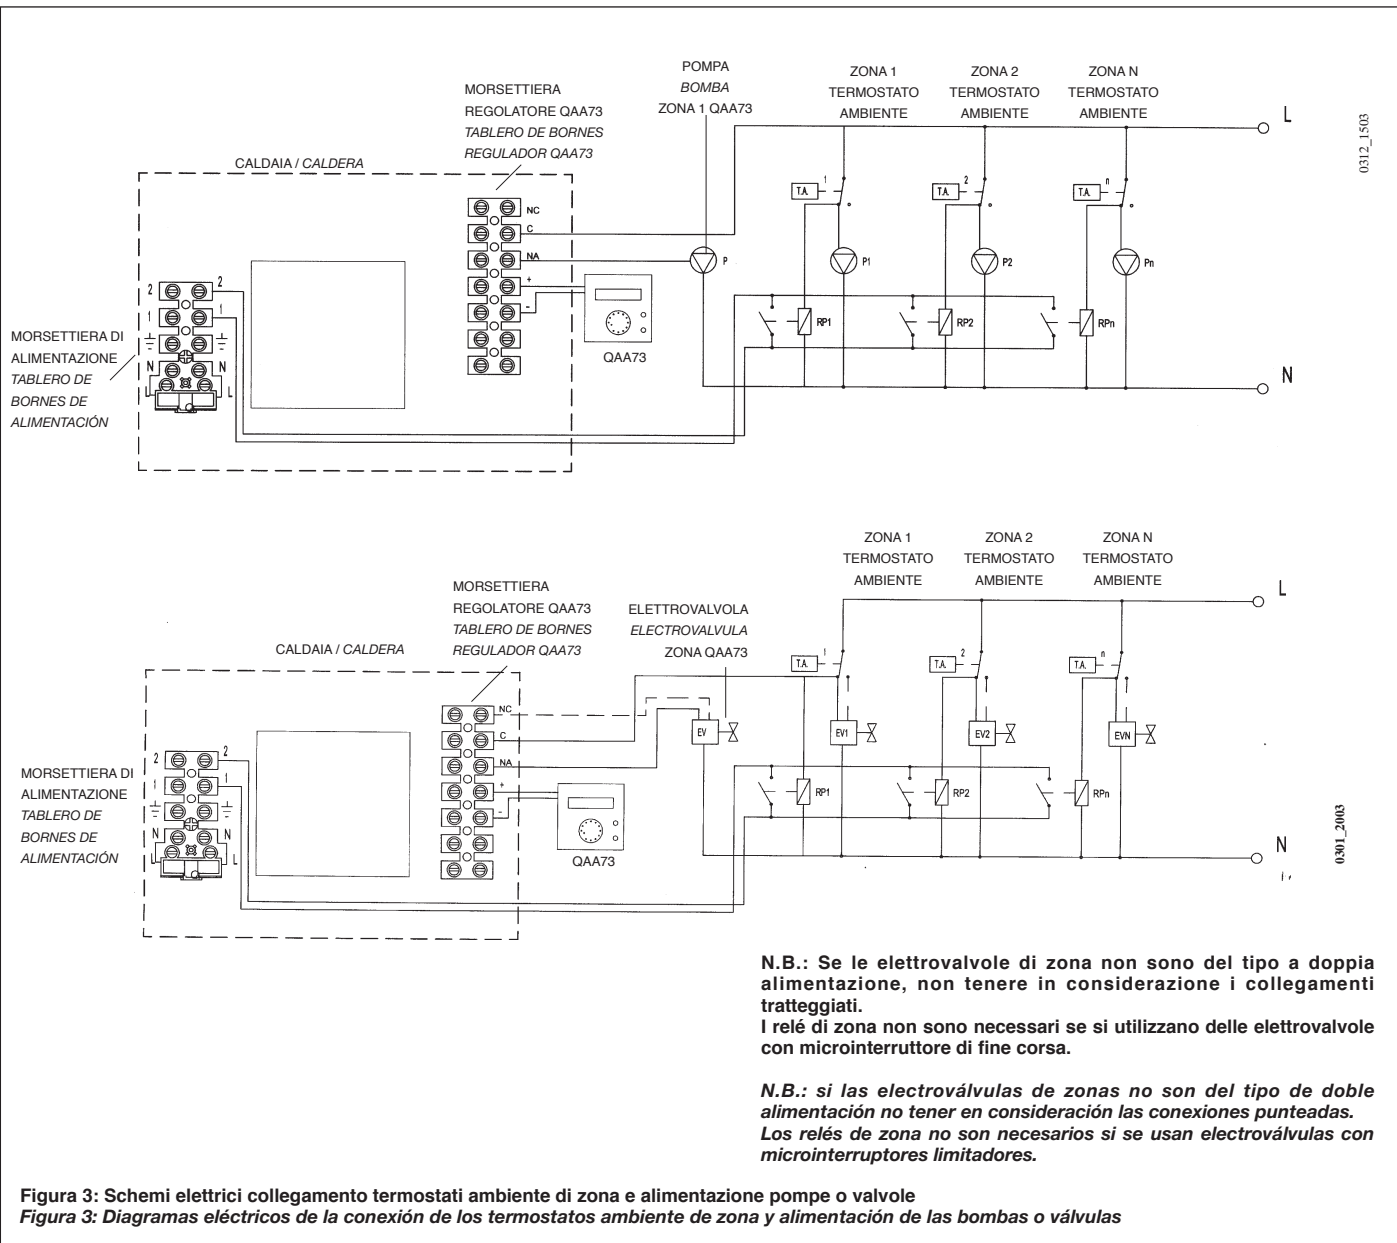 POMPA
BOMBA
ZONA 1 QAA73
ZONA 1
TERMOSTATO
AMBIENTE
ZONA 2
TERMOSTATO
AMBIENTE
ZONA N
TERMOSTATO
AMBIENTE
MORSETTIERA
REGOLATORE QAA73
TABLERO DE BORNES
REGULADOR QAA73
L
0312_1503
CALDAIA / CALDERA
NC
C
NA
+
-
T.A.
1
T.A.
2
T.A.
n
P
P1
P2
Pn
2
2
1
1
N
N
L
L
MORSETTIERA DI
ALIMENTAZIONE
TABLERO DE
BORNES DE
ALIMENTACIÓN
QAA73
RP1
RP2
RPn
N
ZONA 1
TERMOSTATO
AMBIENTE
ZONA 2
TERMOSTATO
AMBIENTE
ZONA N
TERMOSTATO
AMBIENTE
MORSETTIERA
REGOLATORE QAA73
TABLERO DE BORNES
REGULADOR QAA73
ELETTROVALVOLA
ELECTROVALVULA
ZONA QAA73
L
CALDAIA / CALDERA
NC
C
NA
+
-
T.A.
1
T.A.
2
T.A.
n
EV
EV1
EV2
EVN
2
2
1
1
N
N
L
L
MORSETTIERA DI
ALIMENTAZIONE
TABLERO DE
BORNES DE
ALIMENTACIÓN
QAA73
RP1
RP2
RPn
N
0301_2003
N.B.: Se le elettrovalvole di zona non sono del tipo a doppia
alimentazione, non tenere in considerazione i collegamenti
tratteggiati.
I relé di zona non sono necessari se si utilizzano delle elettrovalvole
con microinterruttore di fine corsa.
N.B.: si las electroválvulas de zonas no son del tipo de doble
alimentación no tener en consideración las conexiones punteadas.
Los relés de zona no son necesarios si se usan electroválvulas con
microinterruptores limitadores.
Figura 3: Schemi elettrici collegamento termostati ambiente di zona e alimentazione pompe o valvole
Figura 3: Diagramas eléctricos de la conexión de los termostatos ambiente de zona y alimentación de las bombas o válvulas